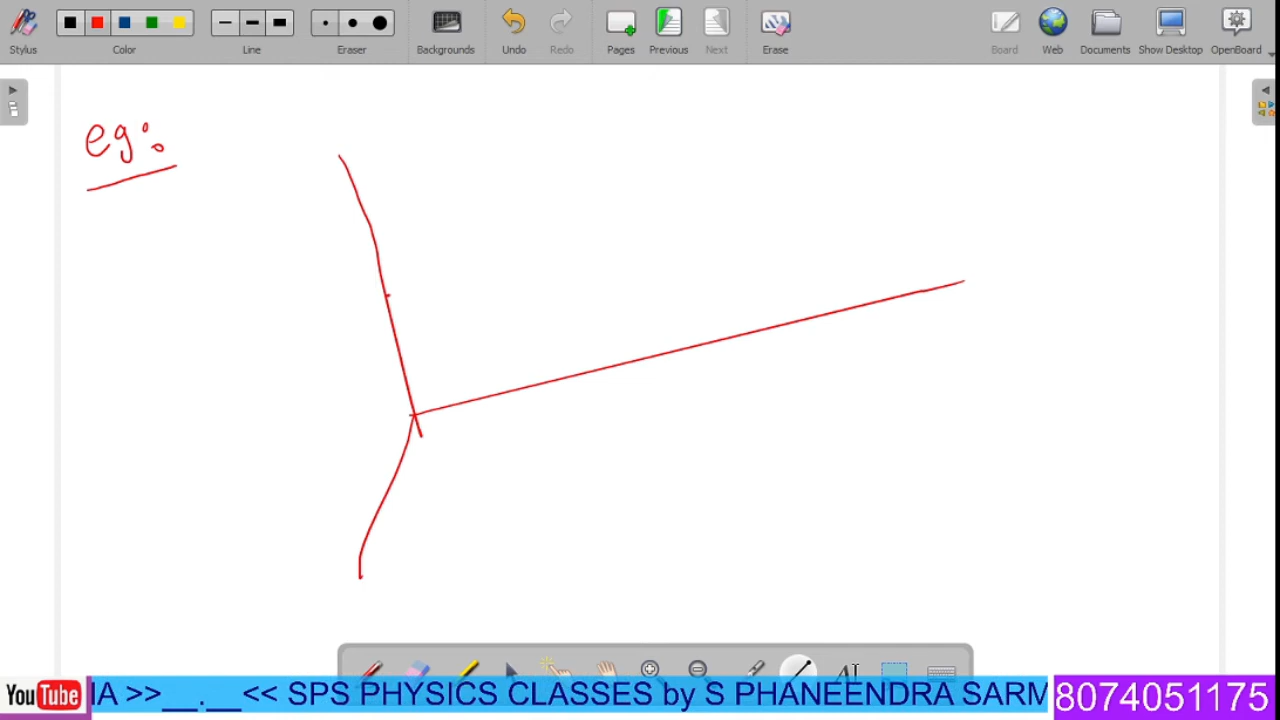 Stylus Color Line Eraser Backgrounds Undo Redo Pages Previous Next Erase Board Web Documents Show Desktop OpenBoard
eg:
YouTube IA >>__.__<< SPS PHYSICS CLASSES by S PHANEENDRA SARM 8074051175